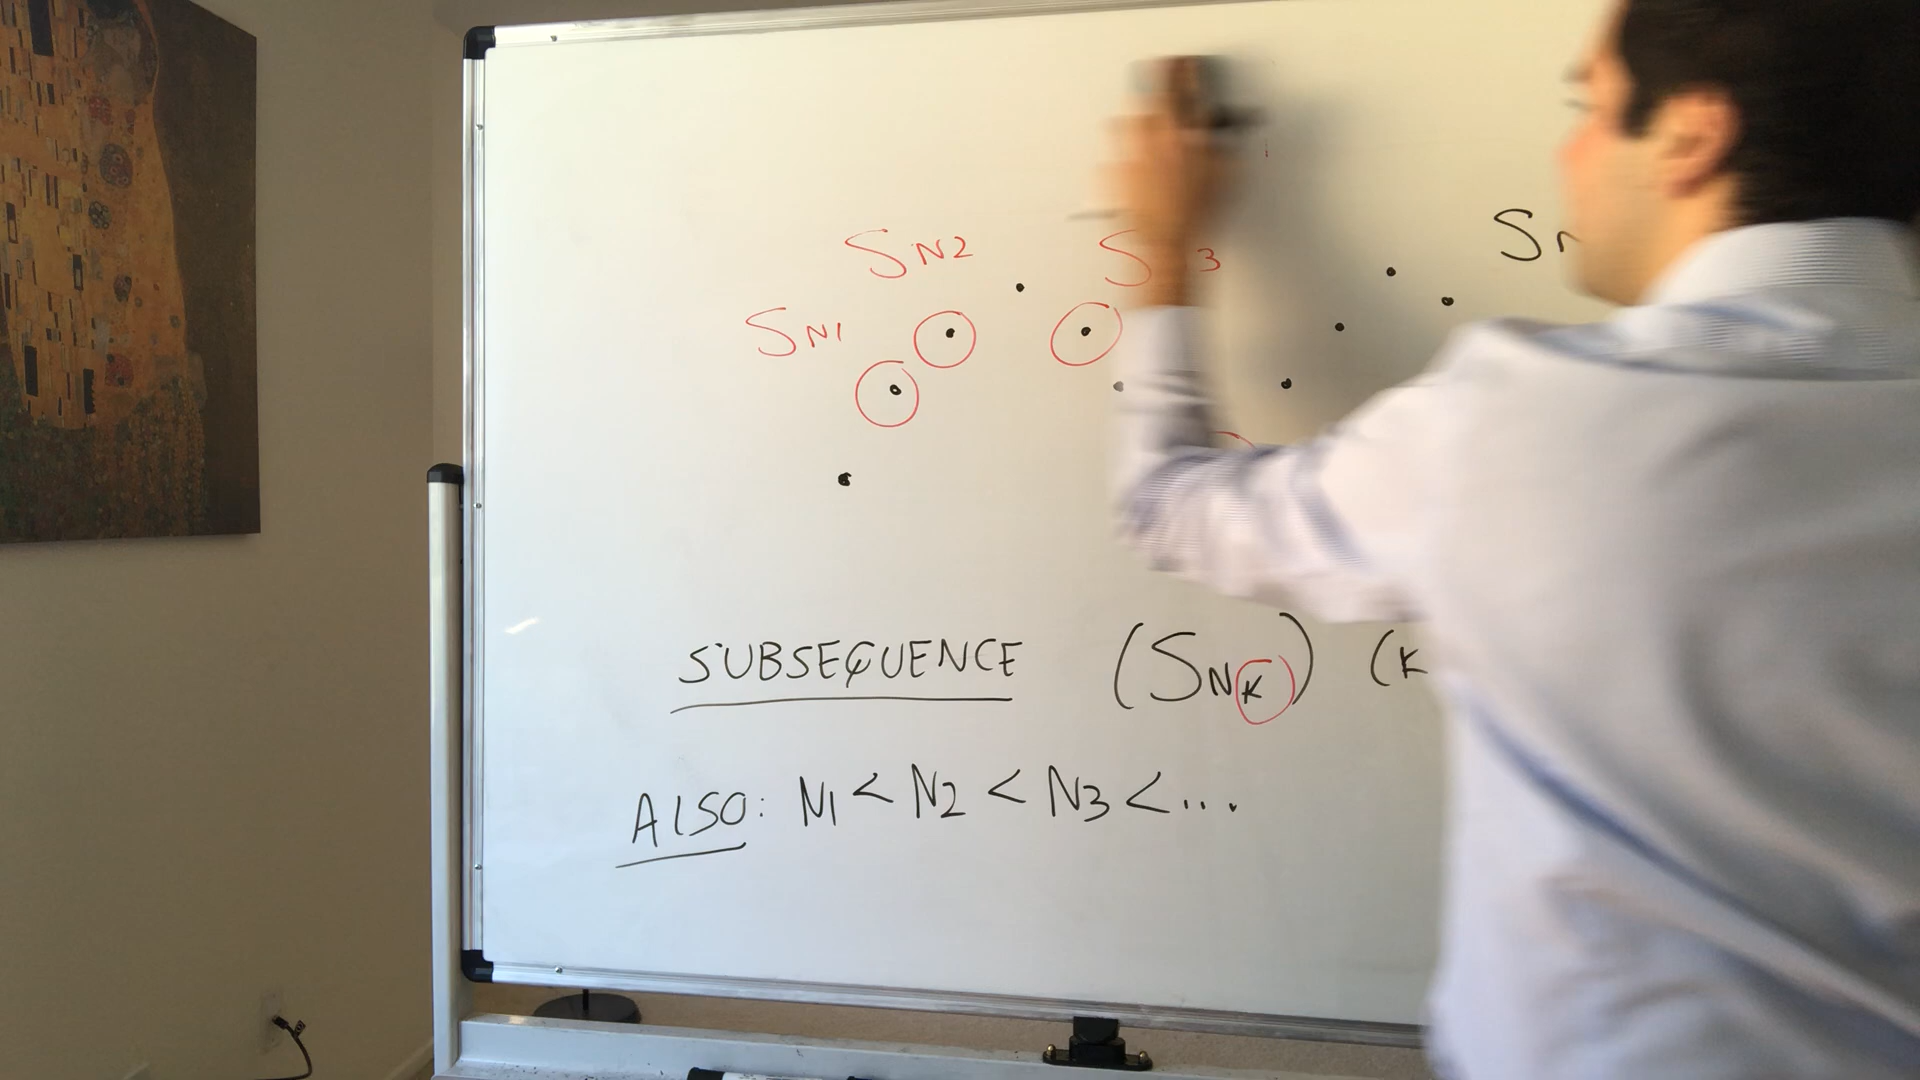 SN2
SN1
SUBSEQUENCE (SNK) (K
ALSO: N1 < N2 < N3 < ...